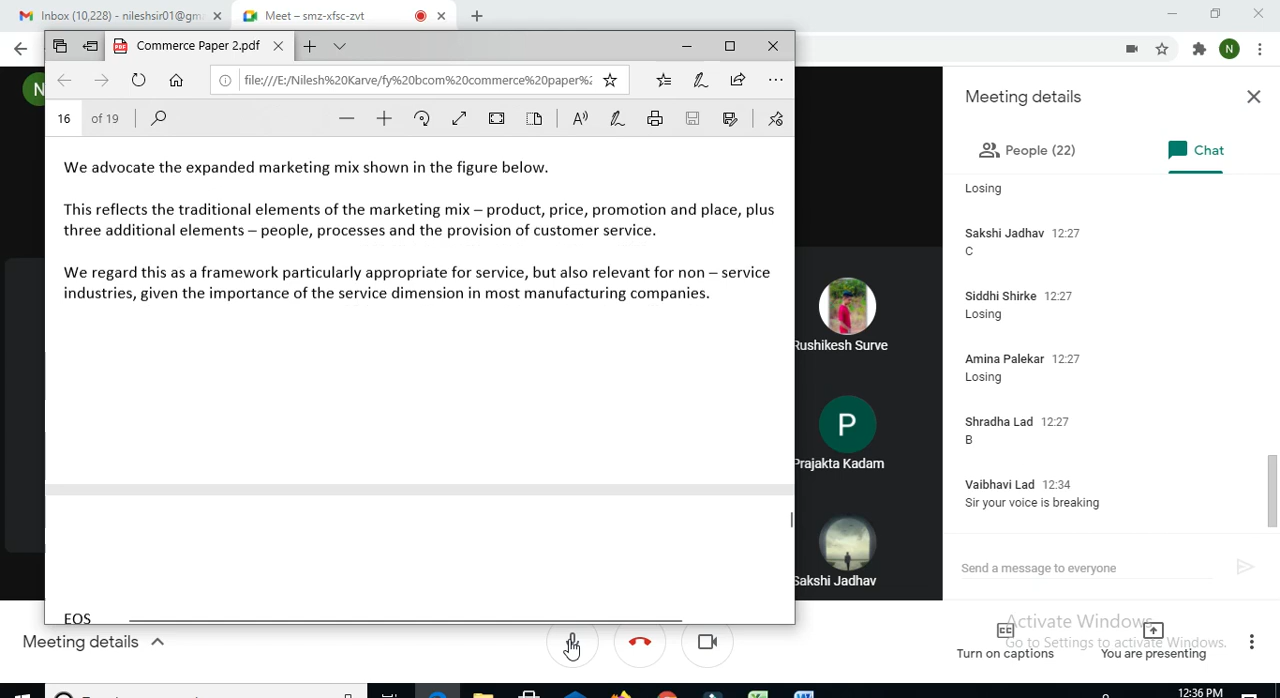 Inbox (10,228) - nileshsir01@gm
Meet – smz-xfsc-zvt
N
Commerce Paper 2.pdf
file:///E:/Nilesh%20Karve/fy%20bcom%20commerce%20paper%2
16 of 19
We advocate the expanded marketing mix shown in the figure below.
This reflects the traditional elements of the marketing mix – product, price, promotion and place, plus
three additional elements – people, processes and the provision of customer service.
We regard this as a framework particularly appropriate for service, but also relevant for non – service
industries, given the importance of the service dimension in most manufacturing companies.
EOS
N
Rushikesh Surve
P
Prajakta Kadam
Sakshi Jadhav
Meeting details
People (22)
Chat
Losing
Sakshi Jadhav 12:27
C
Siddhi Shirke 12:27
Losing
Amina Palekar 12:27
Losing
Shradha Lad 12:27
B
Vaibhavi Lad 12:34
Sir your voice is breaking
Send a message to everyone
Meeting details
Turn on captions
You are presenting
Activate Windows
Go to Settings to activate Windows.
12:36 PM